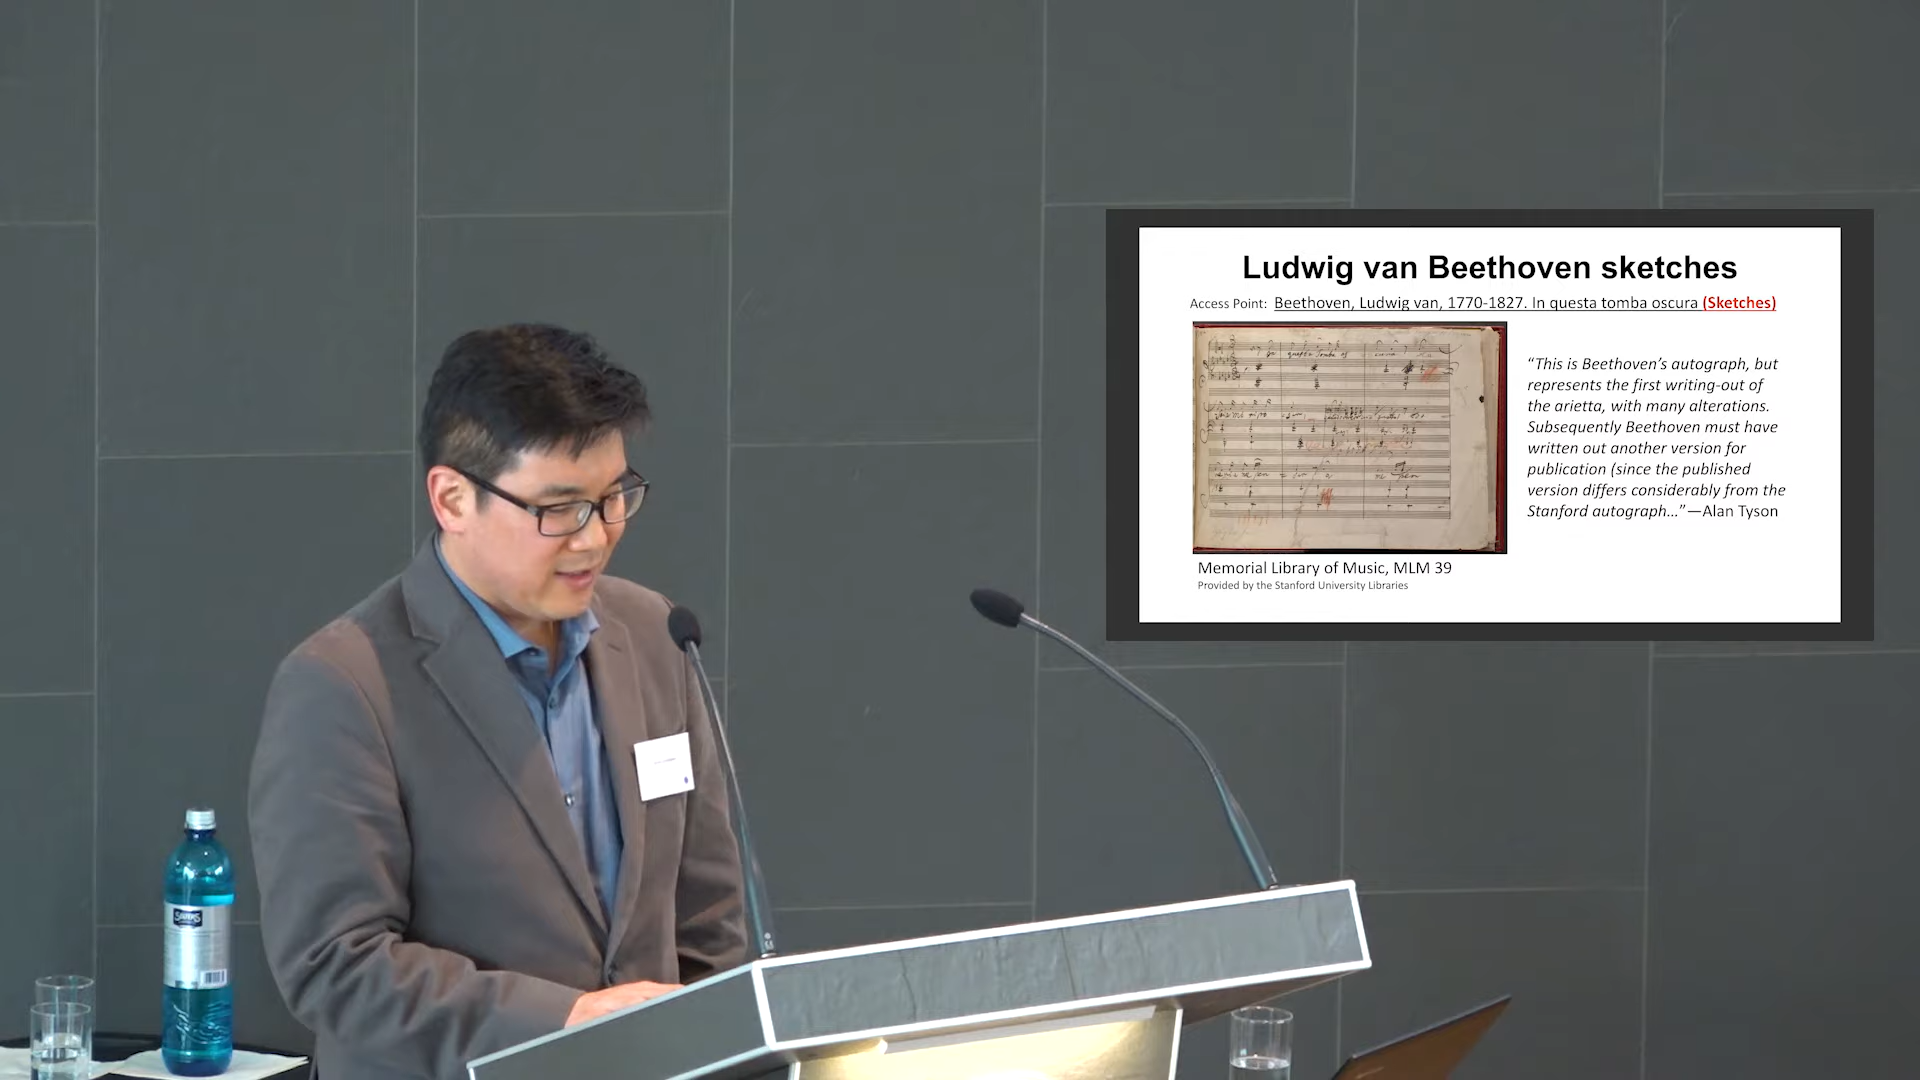 Ludwig van Beethoven sketches
Access Point: Beethoven, Ludwig van, 1770-1827. In questa tomba oscura (Sketches)
“This is Beethoven’s autograph, but
represents the first writing-out of
the arietta, with many alterations.
Subsequently Beethoven must have
written out another version for
publication (since the published
version differs considerably from the
Stanford autograph…”—Alan Tyson
Memorial Library of Music, MLM 39
Provided by the Stanford University Libraries